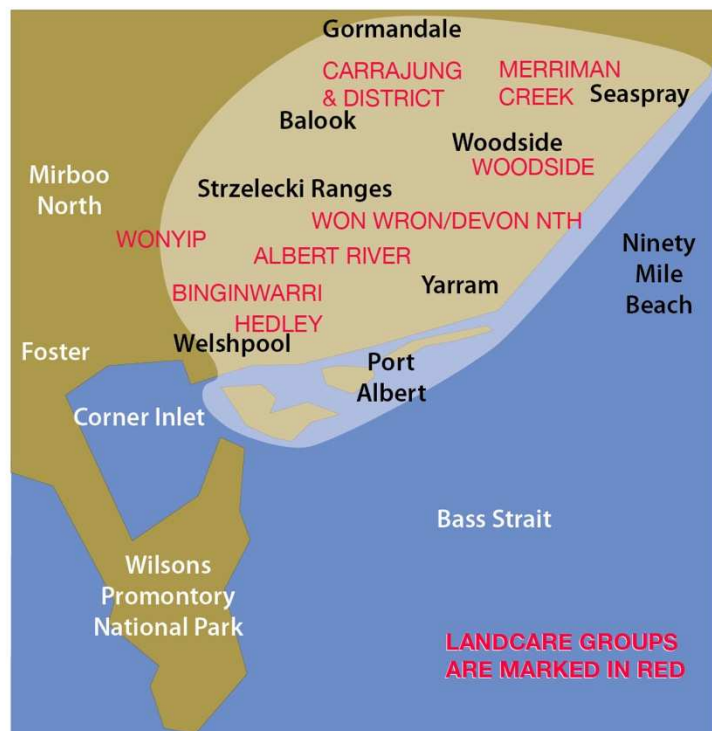 Gormandale
CARRAJUNG
& DISTRICT
MERRIMAN
CREEK
Seaspray
Balook
Woodside
WOODSIDE
Mirboo
North
Strzelecki Ranges
WON WRON/DEVON NTH
WONYIP
ALBERT RIVER
Ninety
Mile
Beach
BINGINWARRI
Yarram
HEDLEY
Welshpool
Foster
Port
Albert
Corner Inlet
Bass Strait
Wilsons
Promontory
National Park
LANDCARE GROUPS
ARE MARKED IN RED